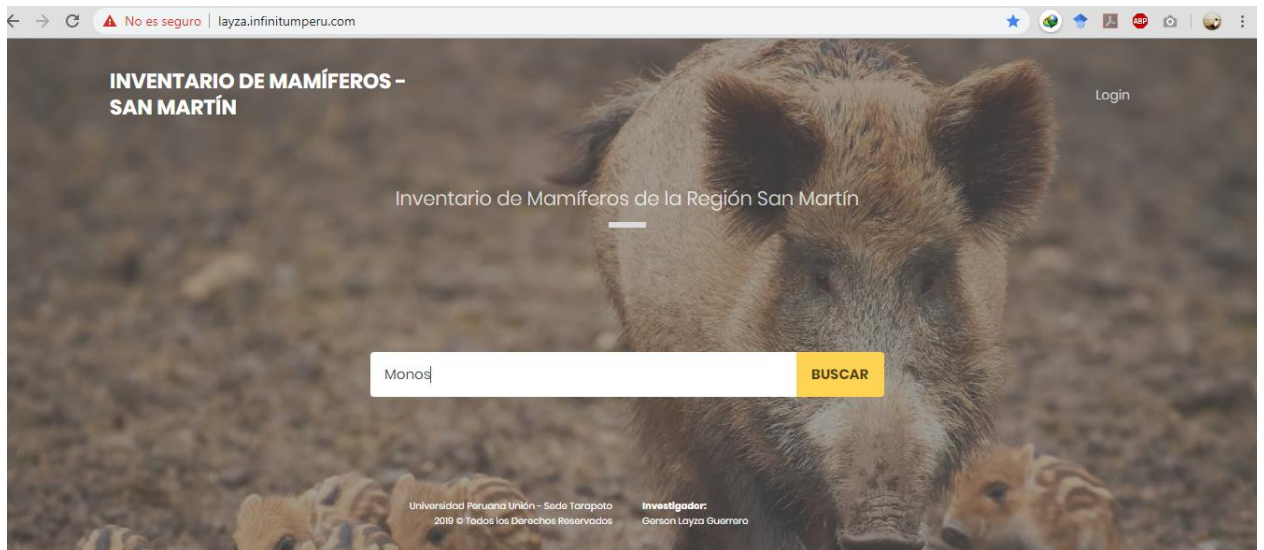 No es seguro | layza.infinitumperu.com
ABP
INVENTARIO DE MAMÍFEROS -
SAN MARTÍN
Login
Inventario de Mamíferos de la Región San Martín
Monos
BUSCAR
Universidad Peruana Unión - Sede Tarapoto
2019 © Todos los Derechos Reservados
Investigador:
Gerson Layza Guerrero